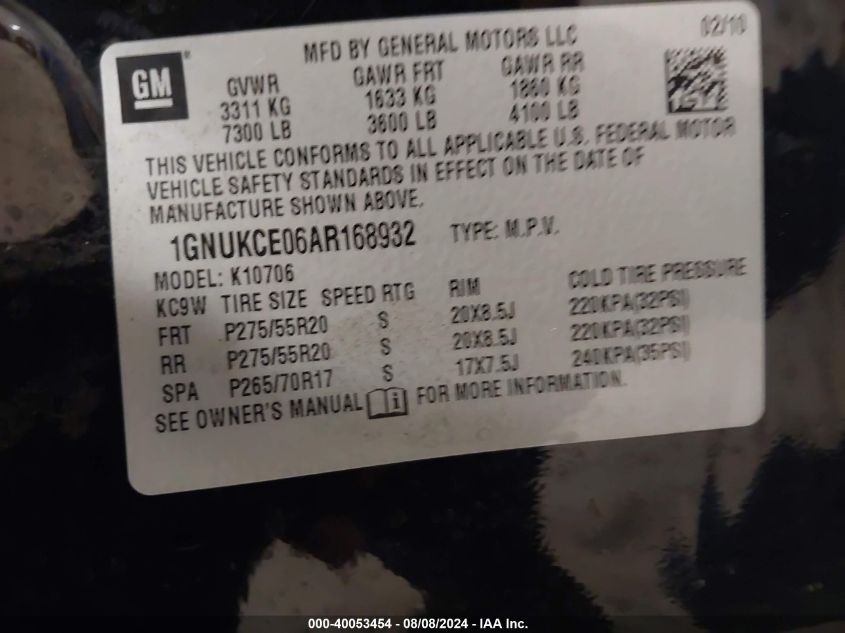 MFD BY GENERAL MOTORS LLC
02/10
GM
®
GVWR GAWR FRT GAWR RR
3311 KG 1633 KG 1860 KG
7300 LB 3600 LB 4100 LB
THIS VEHICLE CONFORMS TO ALL APPLICABLE U.S. FEDERAL MOTOR
VEHICLE SAFETY STANDARDS IN EFFECT ON THE DATE OF
MANUFACTURE SHOWN ABOVE.
1GNUKCE06AR168932 TYPE: M.P.V.
MODEL: K10706
KC9W TIRE SIZE SPEED RTG RIM COLD TIRE PRESSURE
FRT P275/55R20 S 20X8.5J 220KPA(32PSI)
RR P275/55R20 S 20X8.5J 220KPA(32PSI)
SPA P265/70R17 S 17X7.5J 240KPA(35PSI)
SEE OWNER'S MANUAL i FOR MORE INFORMATION.
000-40053454 - 08/08/2024 - IAA Inc.